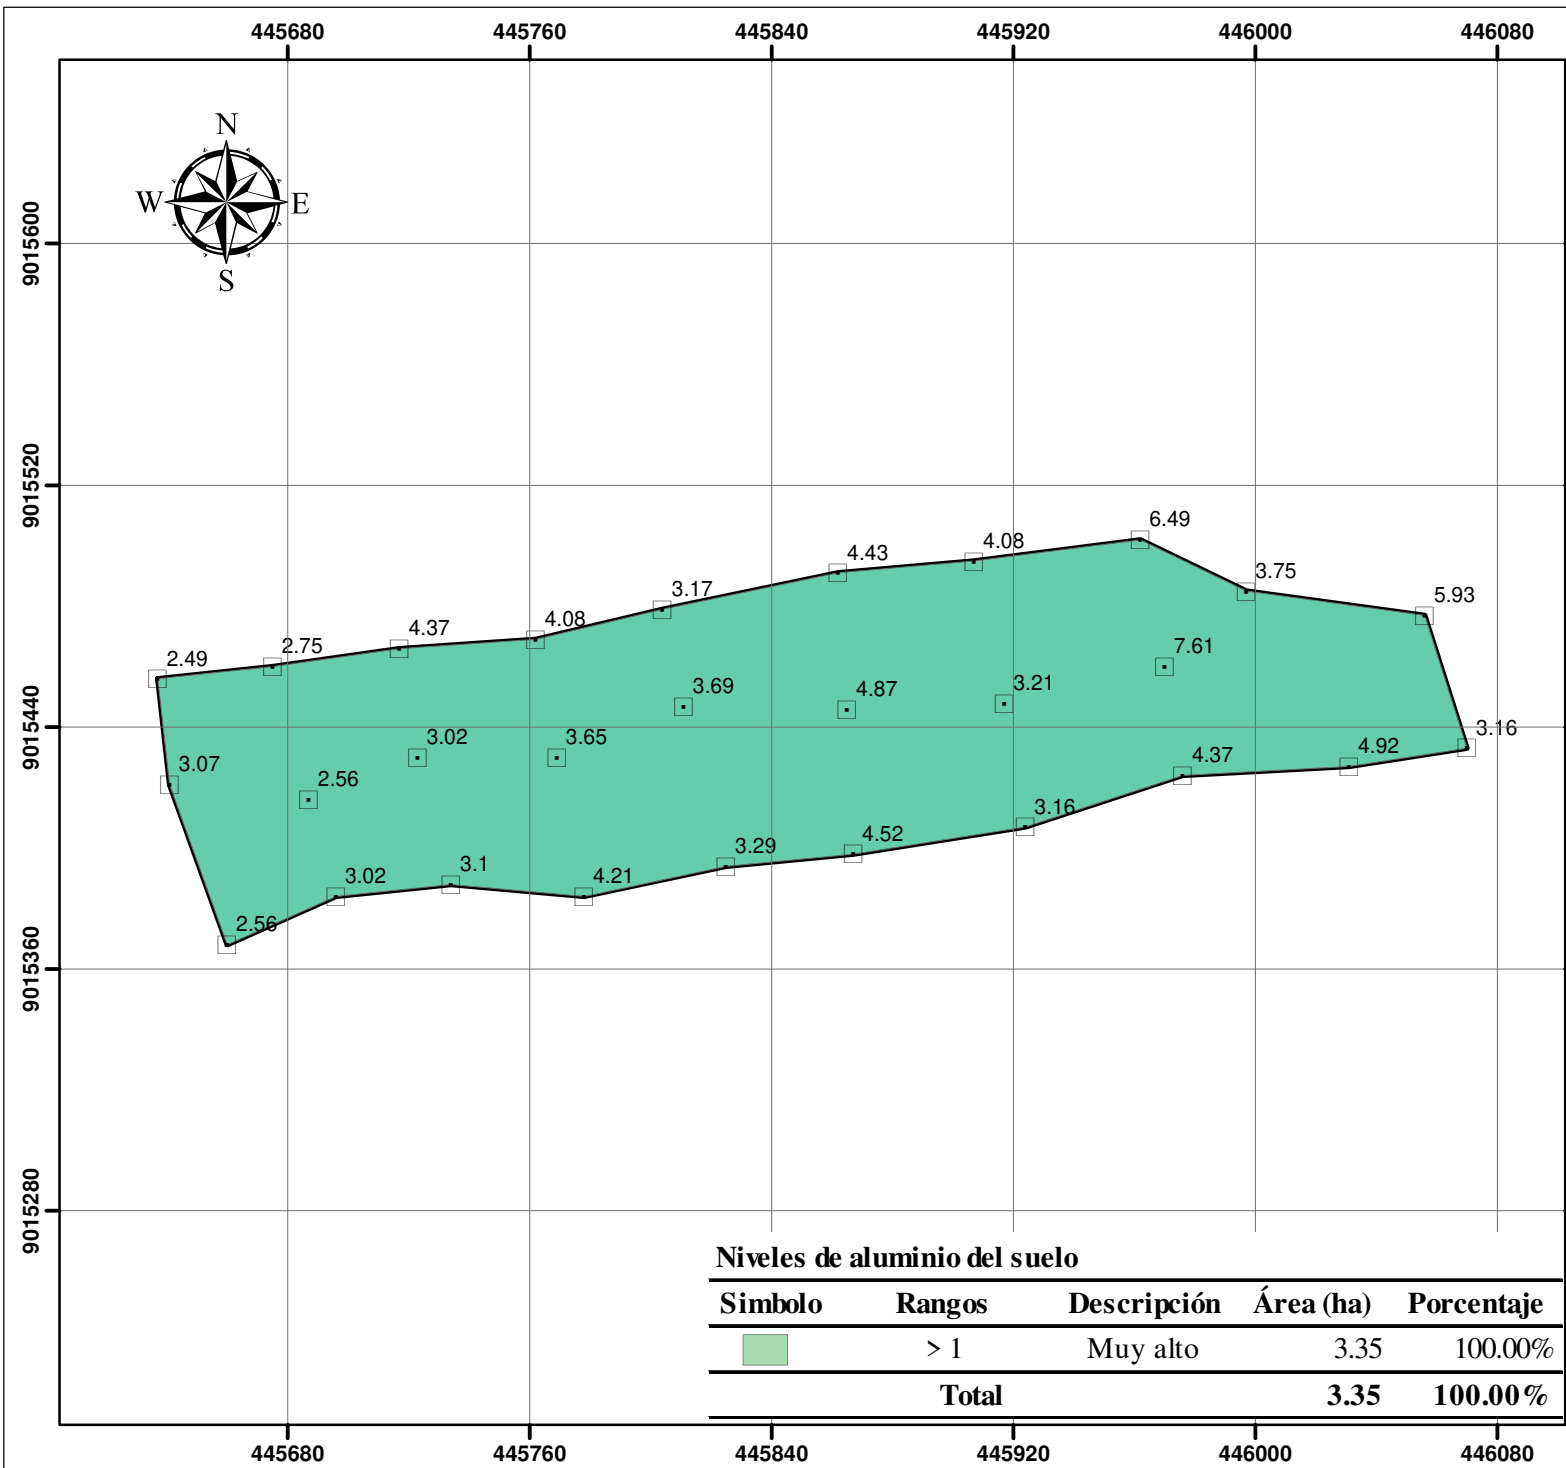 445680 445760 445840 445920 446000 446080
N
W E
S
9015600
9015520
9015440
9015360
9015280
6.49
4.43 4.08
3.75
3.17 5.93
4.37 4.08
2.49 2.75
7.61
3.69 4.87 3.21
3.16
3.07 3.02 3.65 4.37 4.92
2.56
3.16
3.29 4.52
3.02 3.1 4.21
2.56
Niveles de aluminio del suelo
Simbolo Rangos Descripción Área (ha) Porcentaje
> 1 Muy alto 3.35 100.00%
Total 3.35 100.00%
445680 445760 445840 445920 446000 446080